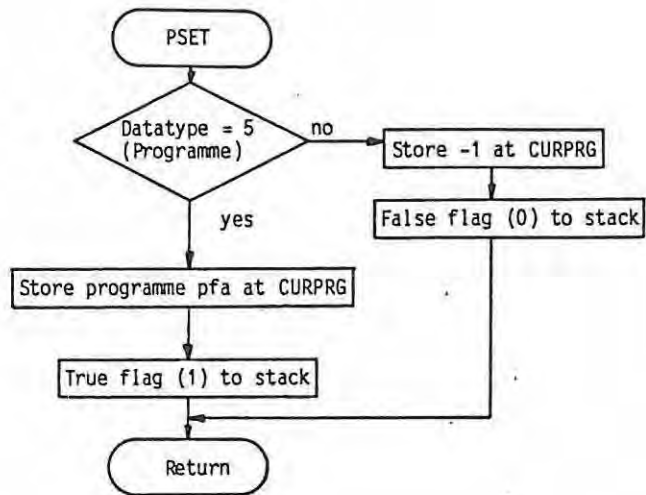 PSET
Datatype = 5
(Programme)
no
Store -1 at CURPRG
False flag (0) to stack
yes
Store programme pfa at CURPRG
True flag (1) to stack
Return